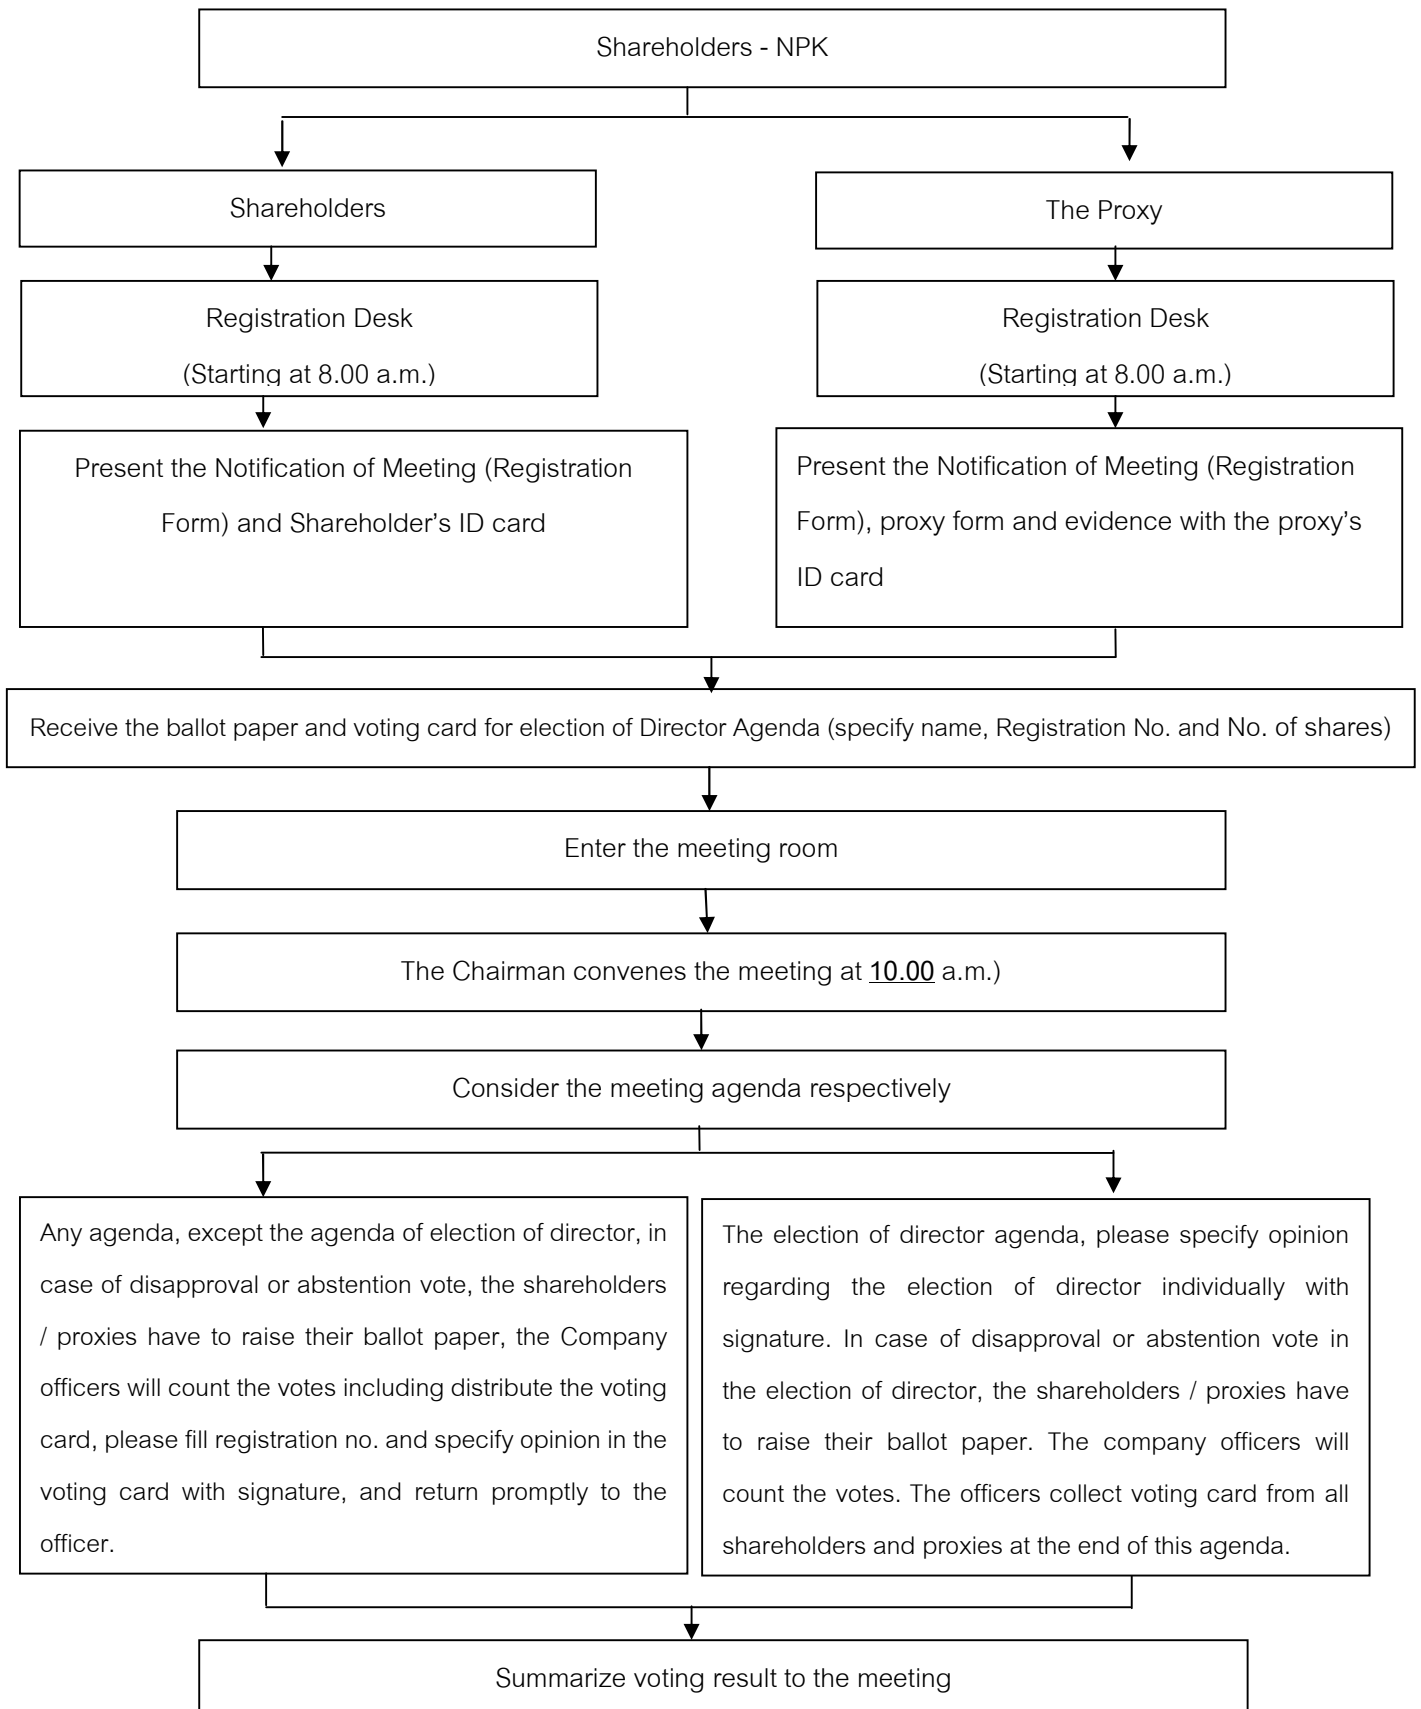 Shareholders - NPK
Shareholders
The Proxy
Registration Desk
(Starting at 8.00 a.m.)
Registration Desk
(Starting at 8.00 a.m.)
Present the Notification of Meeting (Registration
Form) and Shareholder’s ID card
Present the Notification of Meeting (Registration
Form), proxy form and evidence with the proxy’s
ID card
Receive the ballot paper and voting card for election of Director Agenda (specify name, Registration No. and No. of shares)
Enter the meeting room
The Chairman convenes the meeting at 10.00 a.m.)
Consider the meeting agenda respectively
Any agenda, except the agenda of election of director, in
case of disapproval or abstention vote, the shareholders
/ proxies have to raise their ballot paper, the Company
officers will count the votes including distribute the voting
card, please fill registration no. and specify opinion in the
voting card with signature, and return promptly to the
officer.
The election of director agenda, please specify opinion
regarding the election of director individually with
signature. In case of disapproval or abstention vote in
the election of director, the shareholders / proxies have
to raise their ballot paper. The company officers will
count the votes. The officers collect voting card from all
shareholders and proxies at the end of this agenda.
Summarize voting result to the meeting